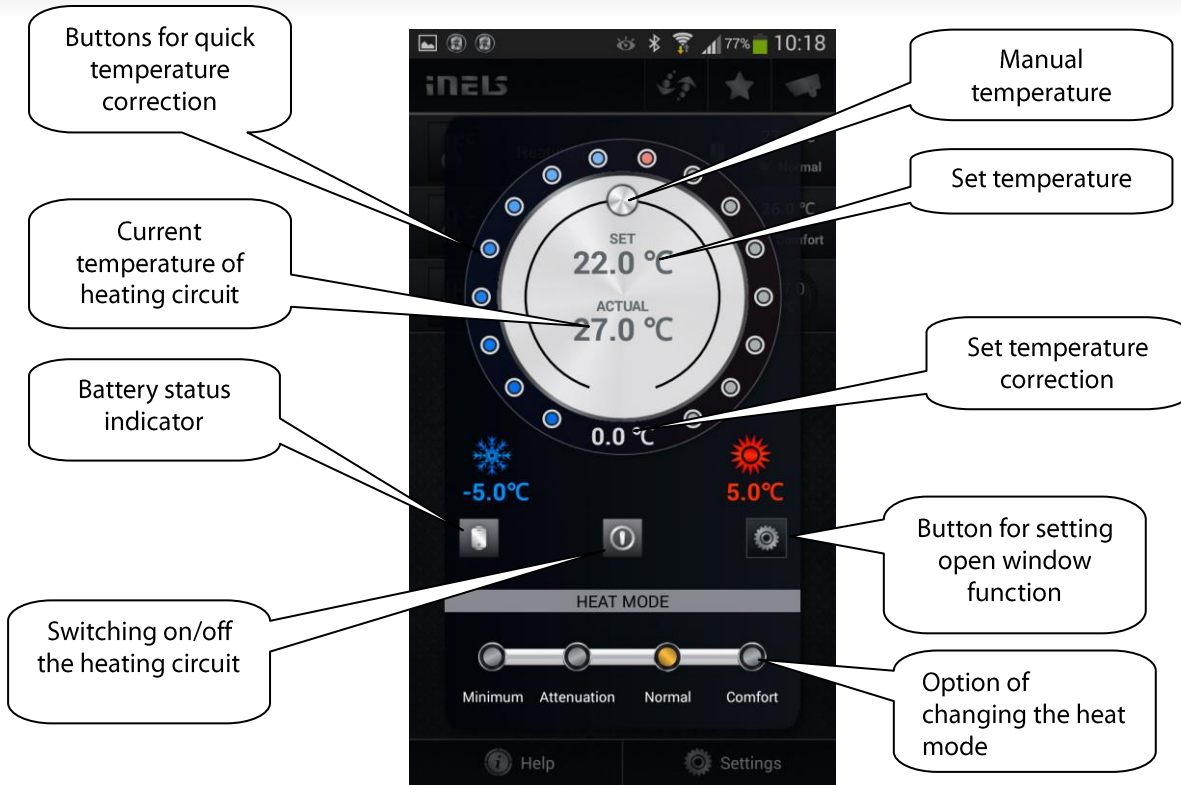 Buttons for quick
temperature
correction
Current
temperature of
heating circuit
Battery status
indicator
Switching on/off
the heating circuit
77% 10:18
iNELS
Normal
26.0 °C
SET
22.0 °C
ACTUAL
27.0 °C
0.0 °C
-5.0°C
5.0°C
HEAT MODE
Minimum Attenuation Normal Comfort
Help Settings
Manual
temperature
Set temperature
Set temperature
correction
Button for setting
open window
function
Option of
changing the heat
mode